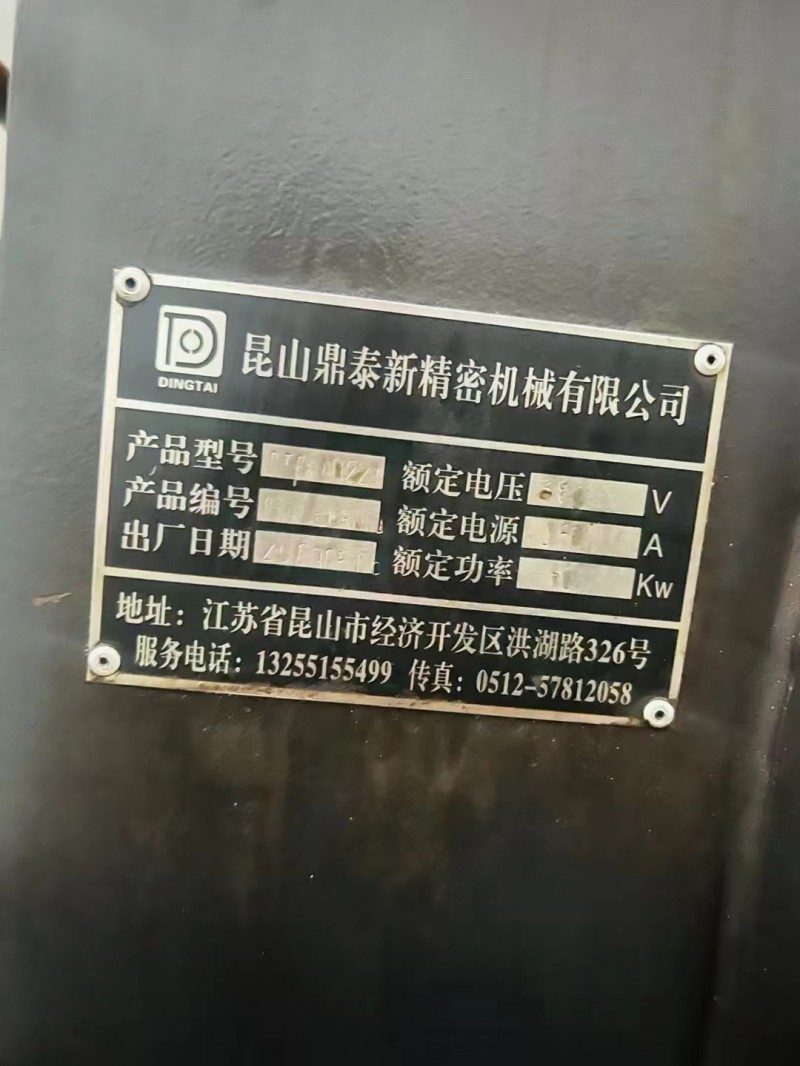 DINGTAI
昆山鼎泰新精密机械有限公司
产品型号 额定电压 V
产品编号 额定电源 A
出厂日期 额定功率 Kw
地址：江苏省昆山市经济开发区洪湖路326号
服务电话：13255155499 传真：0512-57812058